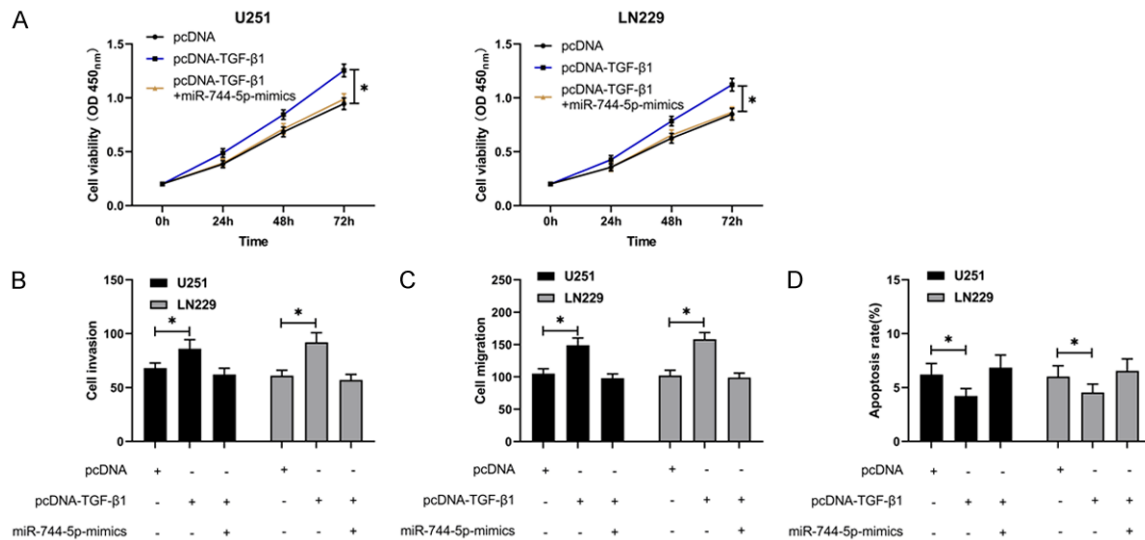 A
U251
pcDNA
pcDNA-TGF-β1
pcDNA-TGF-β1
+miR-744-5p-mimics
Cell viability（OD 450nm）
1.5
1.0
0.5
0.0
0h
24h
48h
72h
Time
*
LN229
pcDNA
pcDNA-TGF-β1
pcDNA-TGF-β1
+miR-744-5p-mimics
Cell viability（OD 450nm）
1.5
1.0
0.5
0.0
0h
24h
48h
72h
Time
*
B
U251
LN229
Cell invasion
150
100
50
0
* *
pcDNA + - - + - -
pcDNA-TGF-β1 - + + - + +
miR-744-5p-mimics - - + - - +
C
U251
LN229
Cell migration
250
200
150
100
50
0
* *
pcDNA + - - + - -
pcDNA-TGF-β1 - + + - + +
miR-744-5p-mimics - - + - - +
D
U251
LN229
Apoptosis rate(%)
15
10
5
0
* *
pcDNA + - - + - -
pcDNA-TGF-β1 - + + - + +
miR-744-5p-mimics - - + - - +